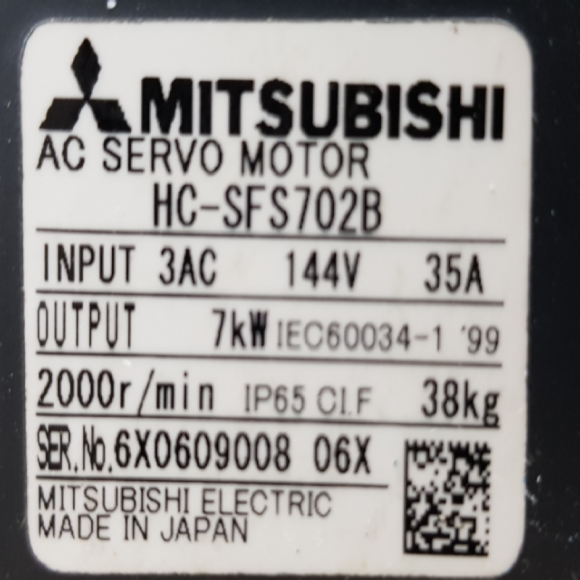 MITSUBISHI
AC SERVO MOTOR
HC-SFS702B
INPUT 3AC 144V 35A
OUTPUT 7kW IEC60034-1 '99
2000r/min IP65 Cl.F 38kg
SER.No.6X0609008 06X
MITSUBISHI ELECTRIC
MADE IN JAPAN